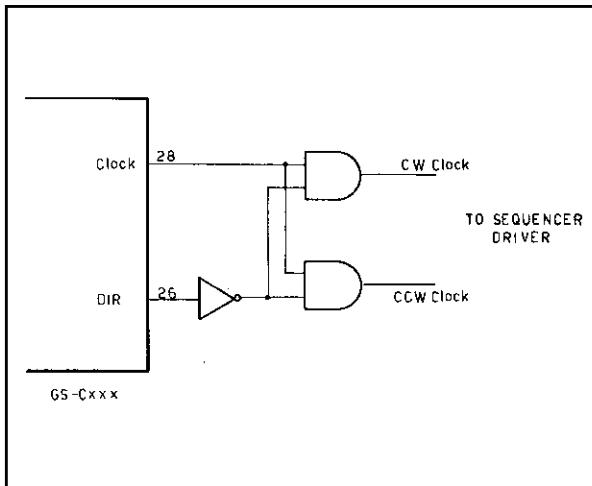 Clock 28
CW Clock
TO SEQUENCER
DRIVER
DIR 26
CCW Clock
GS-Cxxx